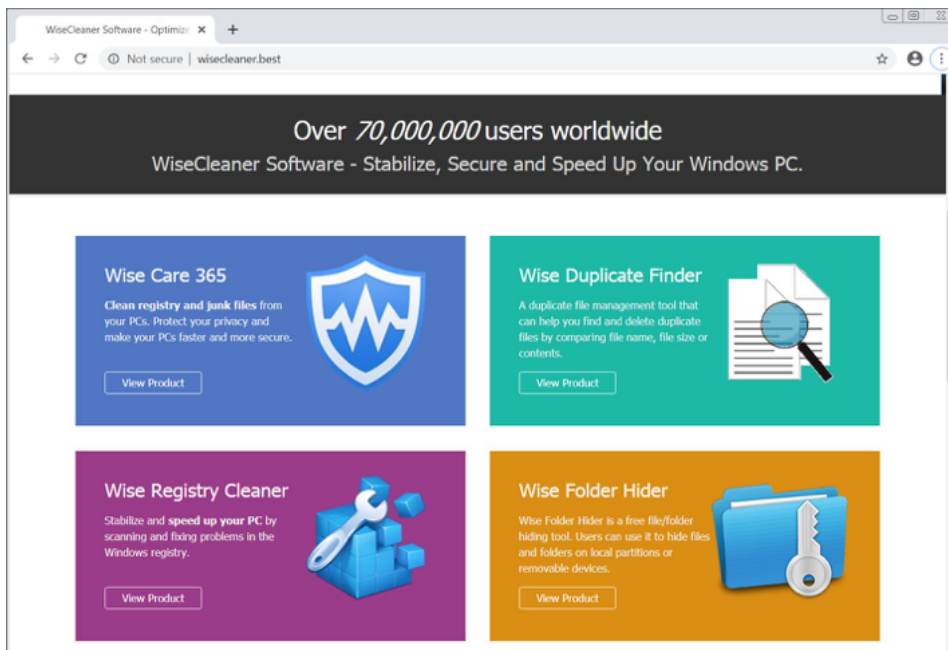 WiseCleaner Software - Optimize
Not secure | wisecleaner.best
Over 70,000,000 users worldwide
WiseCleaner Software - Stabilize, Secure and Speed Up Your Windows PC.
Wise Care 365
Clean registry and junk files from
your PCs. Protect your privacy and
make your PCs faster and more secure.
View Product
Wise Duplicate Finder
A duplicate file management tool that
can help you find and delete duplicate
files by comparing file name, file size or
contents.
View Product
Wise Registry Cleaner
Stabilize and speed up your PC by
scanning and fixing problems in the
Windows registry.
View Product
Wise Folder Hider
Wise Folder Hider is a free file/folder
hiding tool. Users can use it to hide files
and folders on local partitions or
removable devices.
View Product